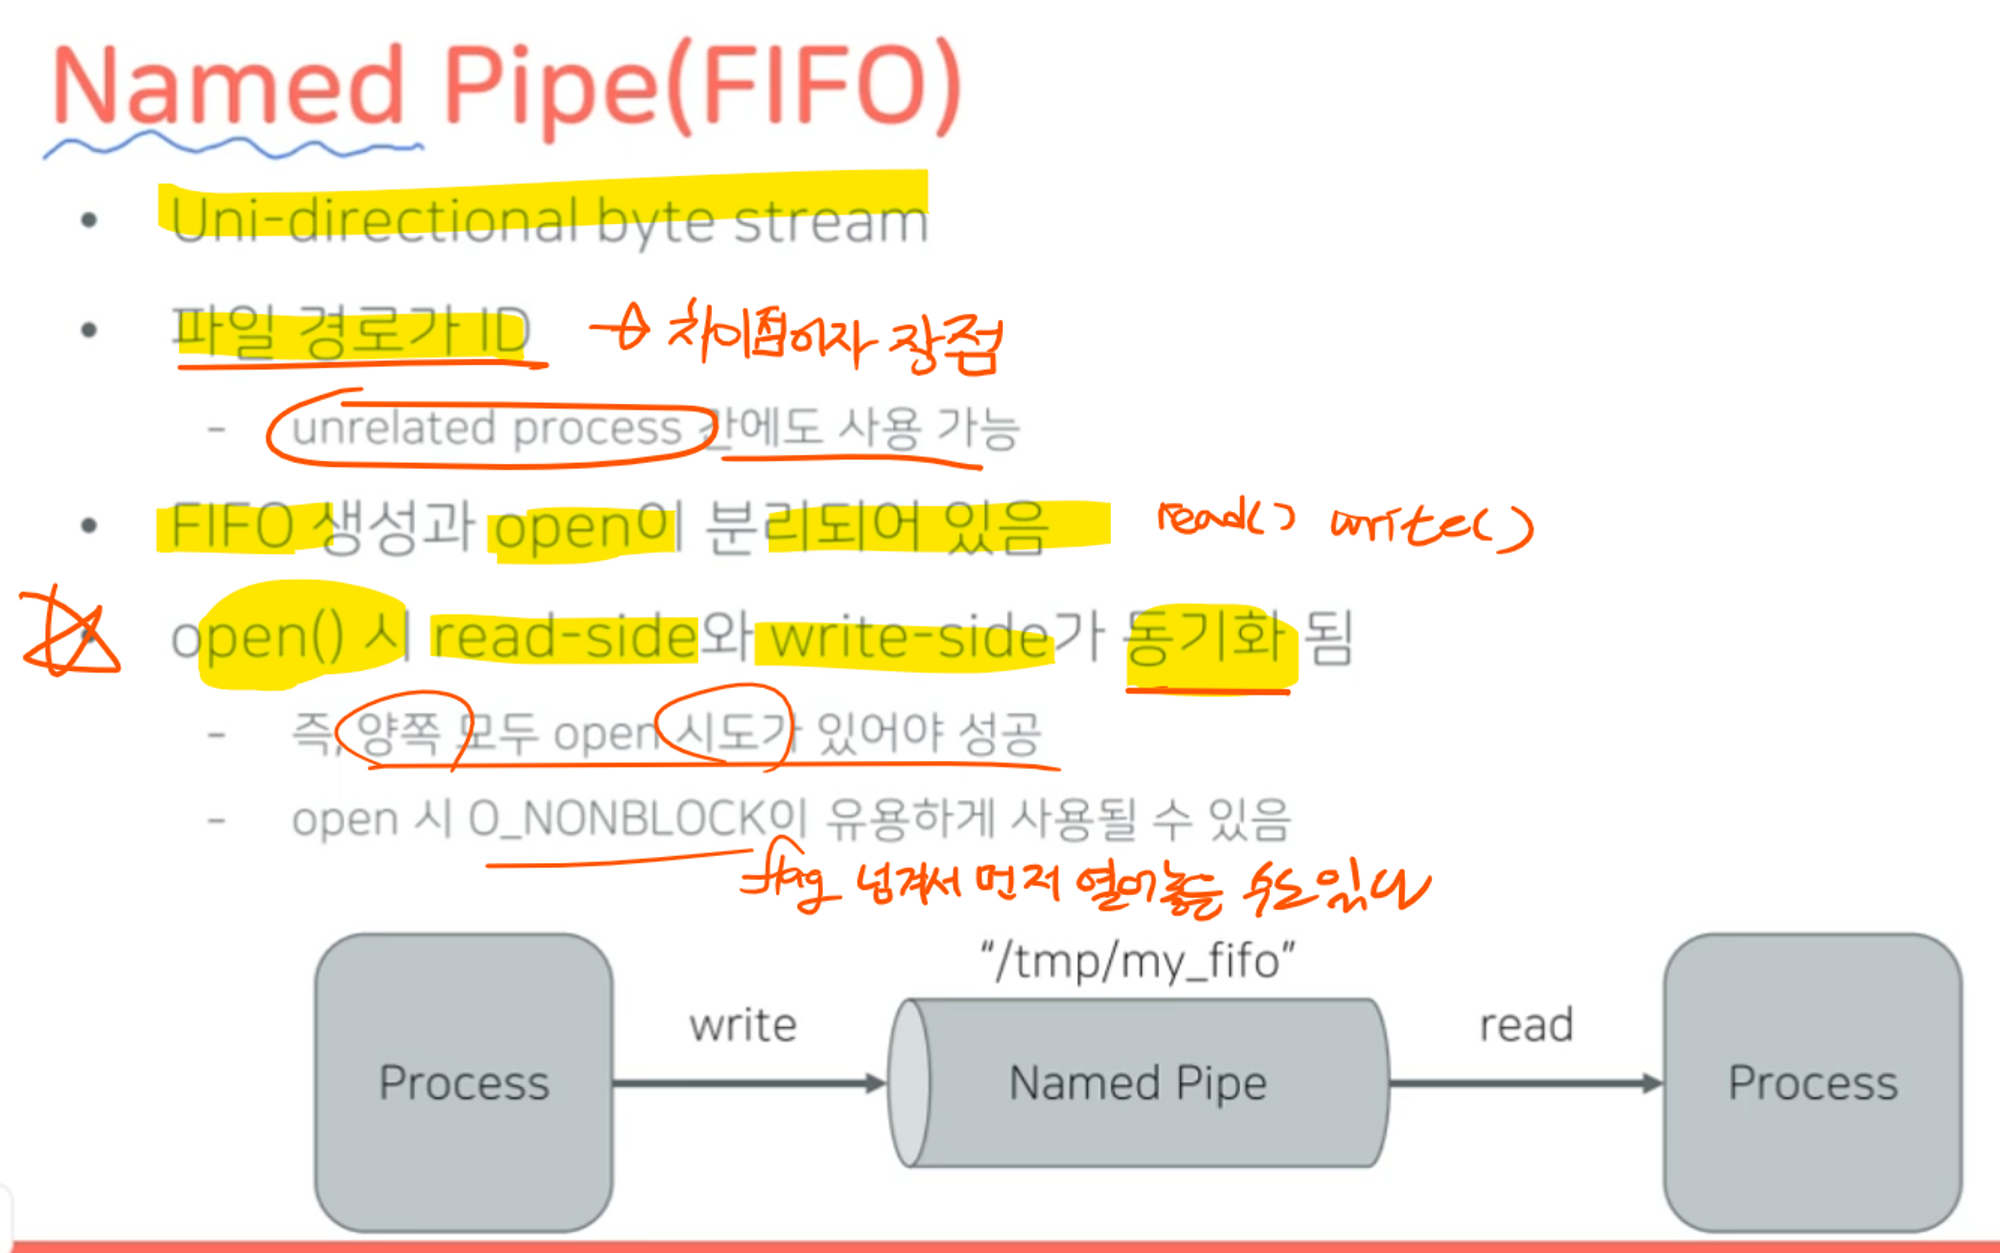 Named Pipe(FIFO)
• Uni-directional byte stream
• 파일 경로가 ID → 차이점이자 장점
- unrelated process 간에도 사용 가능
• FIFO 생성과 open이 분리되어 있음 read() write()
• open() 시 read-side와 write-side가 동기화 됨
- 즉, 양쪽 모두 open 시도가 있어야 성공
- open 시 O_NONBLOCK이 유용하게 사용될 수 있음
flag 넘겨서 먼저 열어놓을 수도 있다
“/tmp/my_fifo”
write
read
Process
Named Pipe
Process